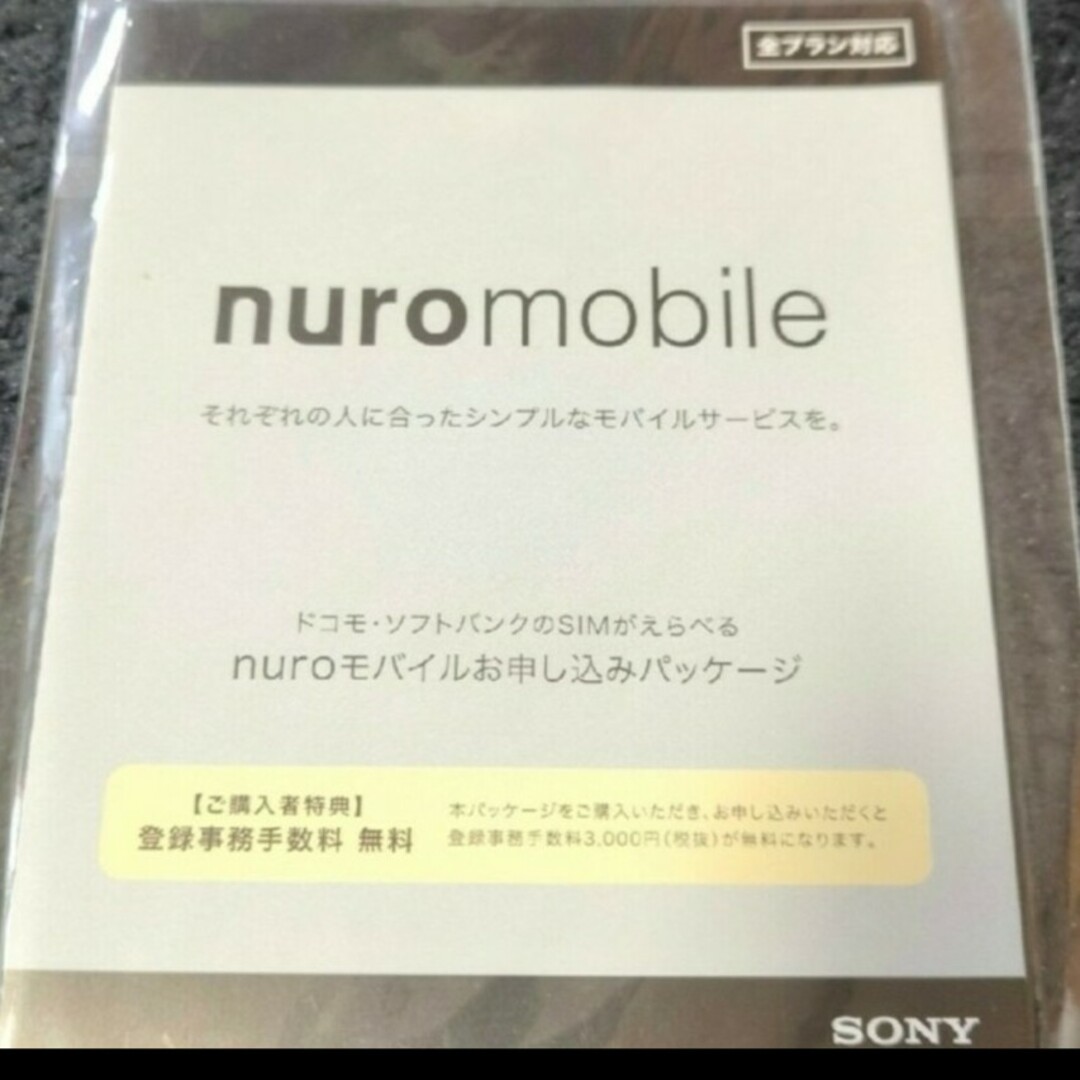 全プラン対応
nuromobile
それぞれの人に合ったシンプルなモバイルサービスを。
ドコモ・ソフトバンクのSIMがえらべる
nuroモバイルお申し込みパッケージ
【ご購入者特典】
登録事務手数料 無料
本パッケージをご購入いただき、お申し込みいただくと
登録事務手数料3,000円(税抜)が無料になります。
SONY